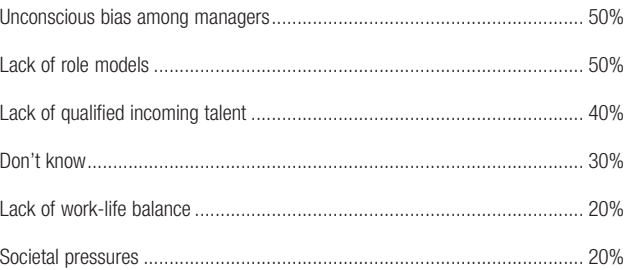 Unconscious bias among managers ........................ 50%
Lack of role models ........................ 50%
Lack of qualified incoming talent ........................ 40%
Don’t know ........................ 30%
Lack of work-life balance ........................ 20%
Societal pressures ........................ 20%